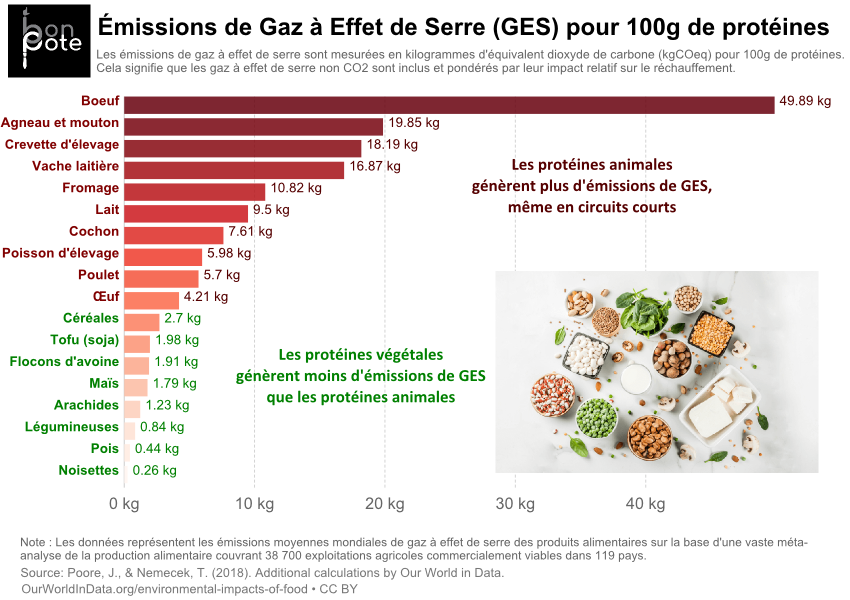 bon
pote
Émissions de Gaz à Effet de Serre (GES) pour 100g de protéines
Les émissions de gaz à effet de serre sont mesurées en kilogrammes d'équivalent dioxyde de carbone (kgCOeq) pour 100g de protéines.
Cela signifie que les gaz à effet de serre non CO2 sont inclus et pondérés par leur impact relatif sur le réchauffement.
Boeuf 49.89 kg
Agneau et mouton 19.85 kg
Crevette d'élevage 18.19 kg
Vache laitière 16.87 kg
Fromage 10.82 kg
Lait 9.5 kg
Cochon 7.61 kg
Poisson d'élevage 5.98 kg
Poulet 5.7 kg
Œuf 4.21 kg
Céréales 2.7 kg
Tofu (soja) 1.98 kg
Flocons d'avoine 1.91 kg
Maïs 1.79 kg
Arachides 1.23 kg
Légumineuses 0.84 kg
Pois 0.44 kg
Noisettes 0.26 kg
Les protéines animales
génèrent plus d'émissions de GES,
même en circuits courts
Les protéines végétales
génèrent moins d'émissions de GES
que les protéines animales
0 kg 10 kg 20 kg 30 kg 40 kg
Note : Les données représentent les émissions moyennes mondiales de gaz à effet de serre des produits alimentaires sur la base d'une vaste méta-
analyse de la production alimentaire couvrant 38 700 exploitations agricoles commercialement viables dans 119 pays.
Source: Poore, J., & Nemecek, T. (2018). Additional calculations by Our World in Data.
OurWorldInData.org/environmental-impacts-of-food • CC BY